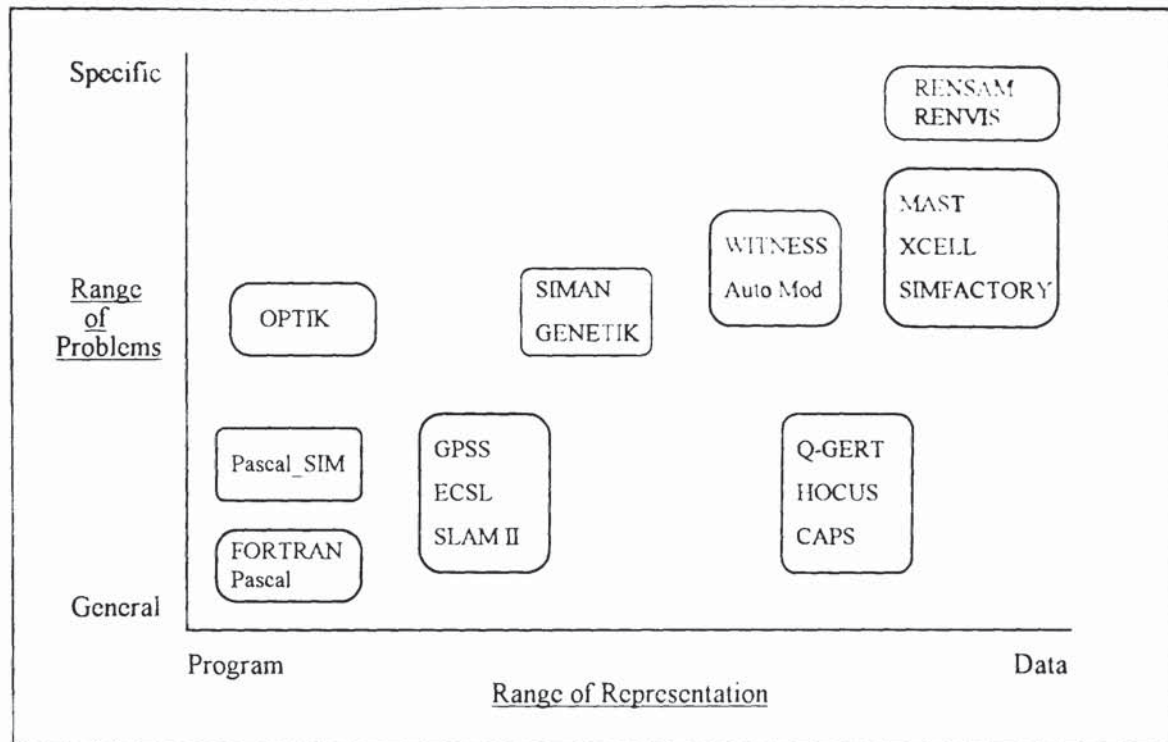 Specific
RENSAM
RENVIS
MAST
XCELL
SIMFACTORY
WITNESS
Auto Mod
SIMAN
GENETIK
Range
of
Problems
OPTIK
Pascal_SIM
GPSS
ECSL
SLAM II
Q-GERT
HOCUS
CAPS
FORTRAN
Pascal
General
Program
Data
Range of Representation